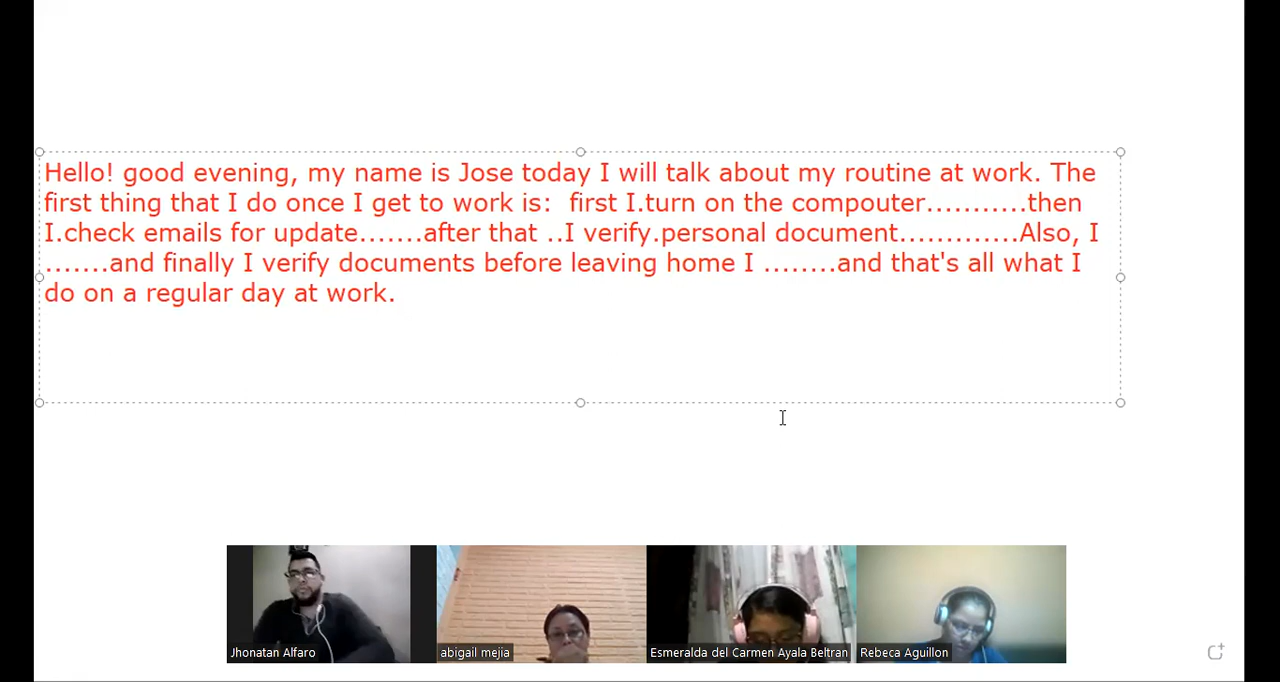 Hello! good evening, my name is Jose today I will talk about my routine at work. The
first thing that I do once I get to work is:  first I.turn on the compouter...........then
I.check emails for update.......after that ..I verify.personal document.............Also, I
.......and finally I verify documents before leaving home I ........and that's all what I
do on a regular day at work.
Jhonatan Alfaro
abigail mejia
Esmeralda del Carmen Ayala Beltran
Rebeca Aguillon